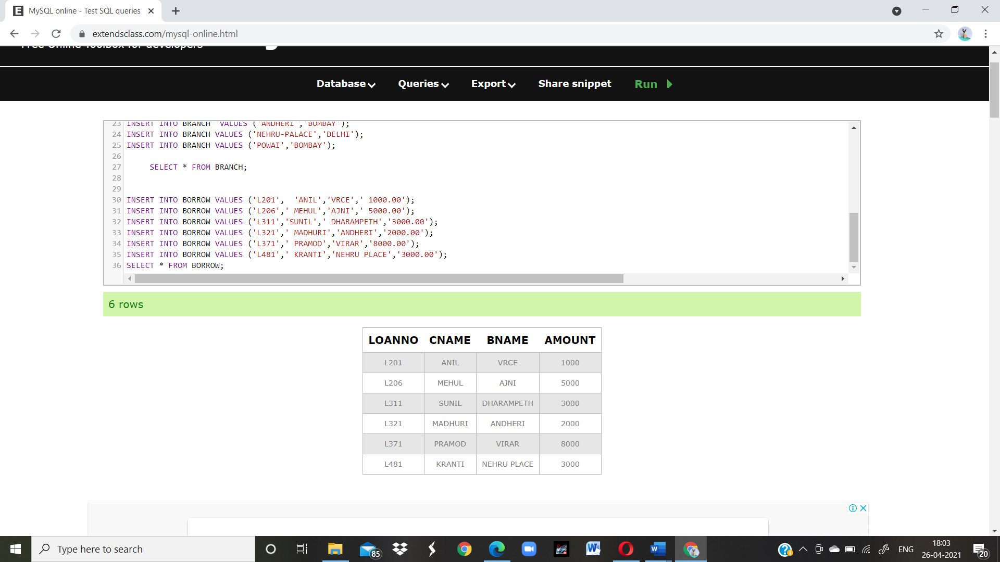 MySQL online - Test SQL queries
extendsclass.com/mysql-online.html
Free Online Toolbox for developers
Database Queries Export Share snippet Run
23 INSERT INTO BRANCH  VALUES ('ANDHERI','BOMBAY');
24 INSERT INTO BRANCH VALUES ('NEHRU-PALACE','DELHI');
25 INSERT INTO BRANCH VALUES ('POWAI','BOMBAY');
26
27      SELECT * FROM BRANCH;
28
29
30 INSERT INTO BORROW VALUES ('L201',  'ANIL','VRCE',' 1000.00');
31 INSERT INTO BORROW VALUES ('L206',' MEHUL','AJNI',' 5000.00');
32 INSERT INTO BORROW VALUES ('L311','SUNIL',' DHARAMPETH','3000.00');
33 INSERT INTO BORROW VALUES ('L321',' MADHURI','ANDHERI','2000.00');
34 INSERT INTO BORROW VALUES ('L371',' PRAMOD','VIRAR','8000.00');
35 INSERT INTO BORROW VALUES ('L481',' KRANTI','NEHRU PLACE','3000.00');
36 SELECT * FROM BORROW;
6 rows
LOANNO CNAME BNAME AMOUNT
L201 ANIL VRCE 1000
L206 MEHUL AJNI 5000
L311 SUNIL DHARAMPETH 3000
L321 MADHURI ANDHERI 2000
L371 PRAMOD VIRAR 8000
L481 KRANTI NEHRU PLACE 3000
Type here to search
85
ENG
18:03
26-04-2021
20